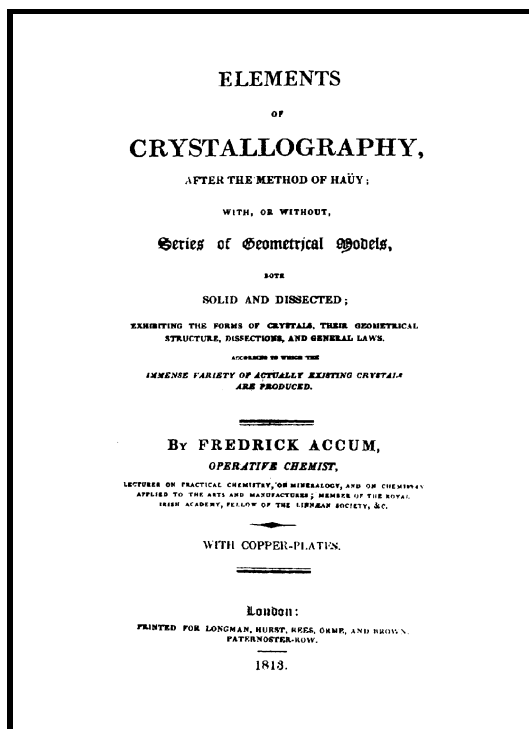 ELEMENTS
OF
CRYSTALLOGRAPHY,
AFTER THE METHOD OF HAÜY;
WITH, OR WITHOUT,
Series of Geometrical Models,
BOTH
SOLID AND DISSECTED;
EXHIBITING THE FORMS OF CRYSTALS, THEIR GEOMETRICAL
STRUCTURE, DISSECTIONS, AND GENERAL LAWS.
ACCORDING TO WHICH THE
IMMENSE VARIETY OF ACTUALLY EXISTING CRYSTALS
ARE PRODUCED.
BY FREDRICK ACCUM,
OPERATIVE CHEMIST,
LECTURER ON PRACTICAL CHEMISTRY, ON MINERALOGY, AND ON CHEMISTRY
APPLIED TO THE ARTS AND MANUFACTURES; MEMBER OF THE ROYAL
IRISH ACADEMY, FELLOW OF THE LINNÆAN SOCIETY, &C.
WITH COPPER-PLATES.
London:
PRINTED FOR LONGMAN, HURST, REES, ORME, AND BROWN,
PATERNOSTER-ROW.
1813.